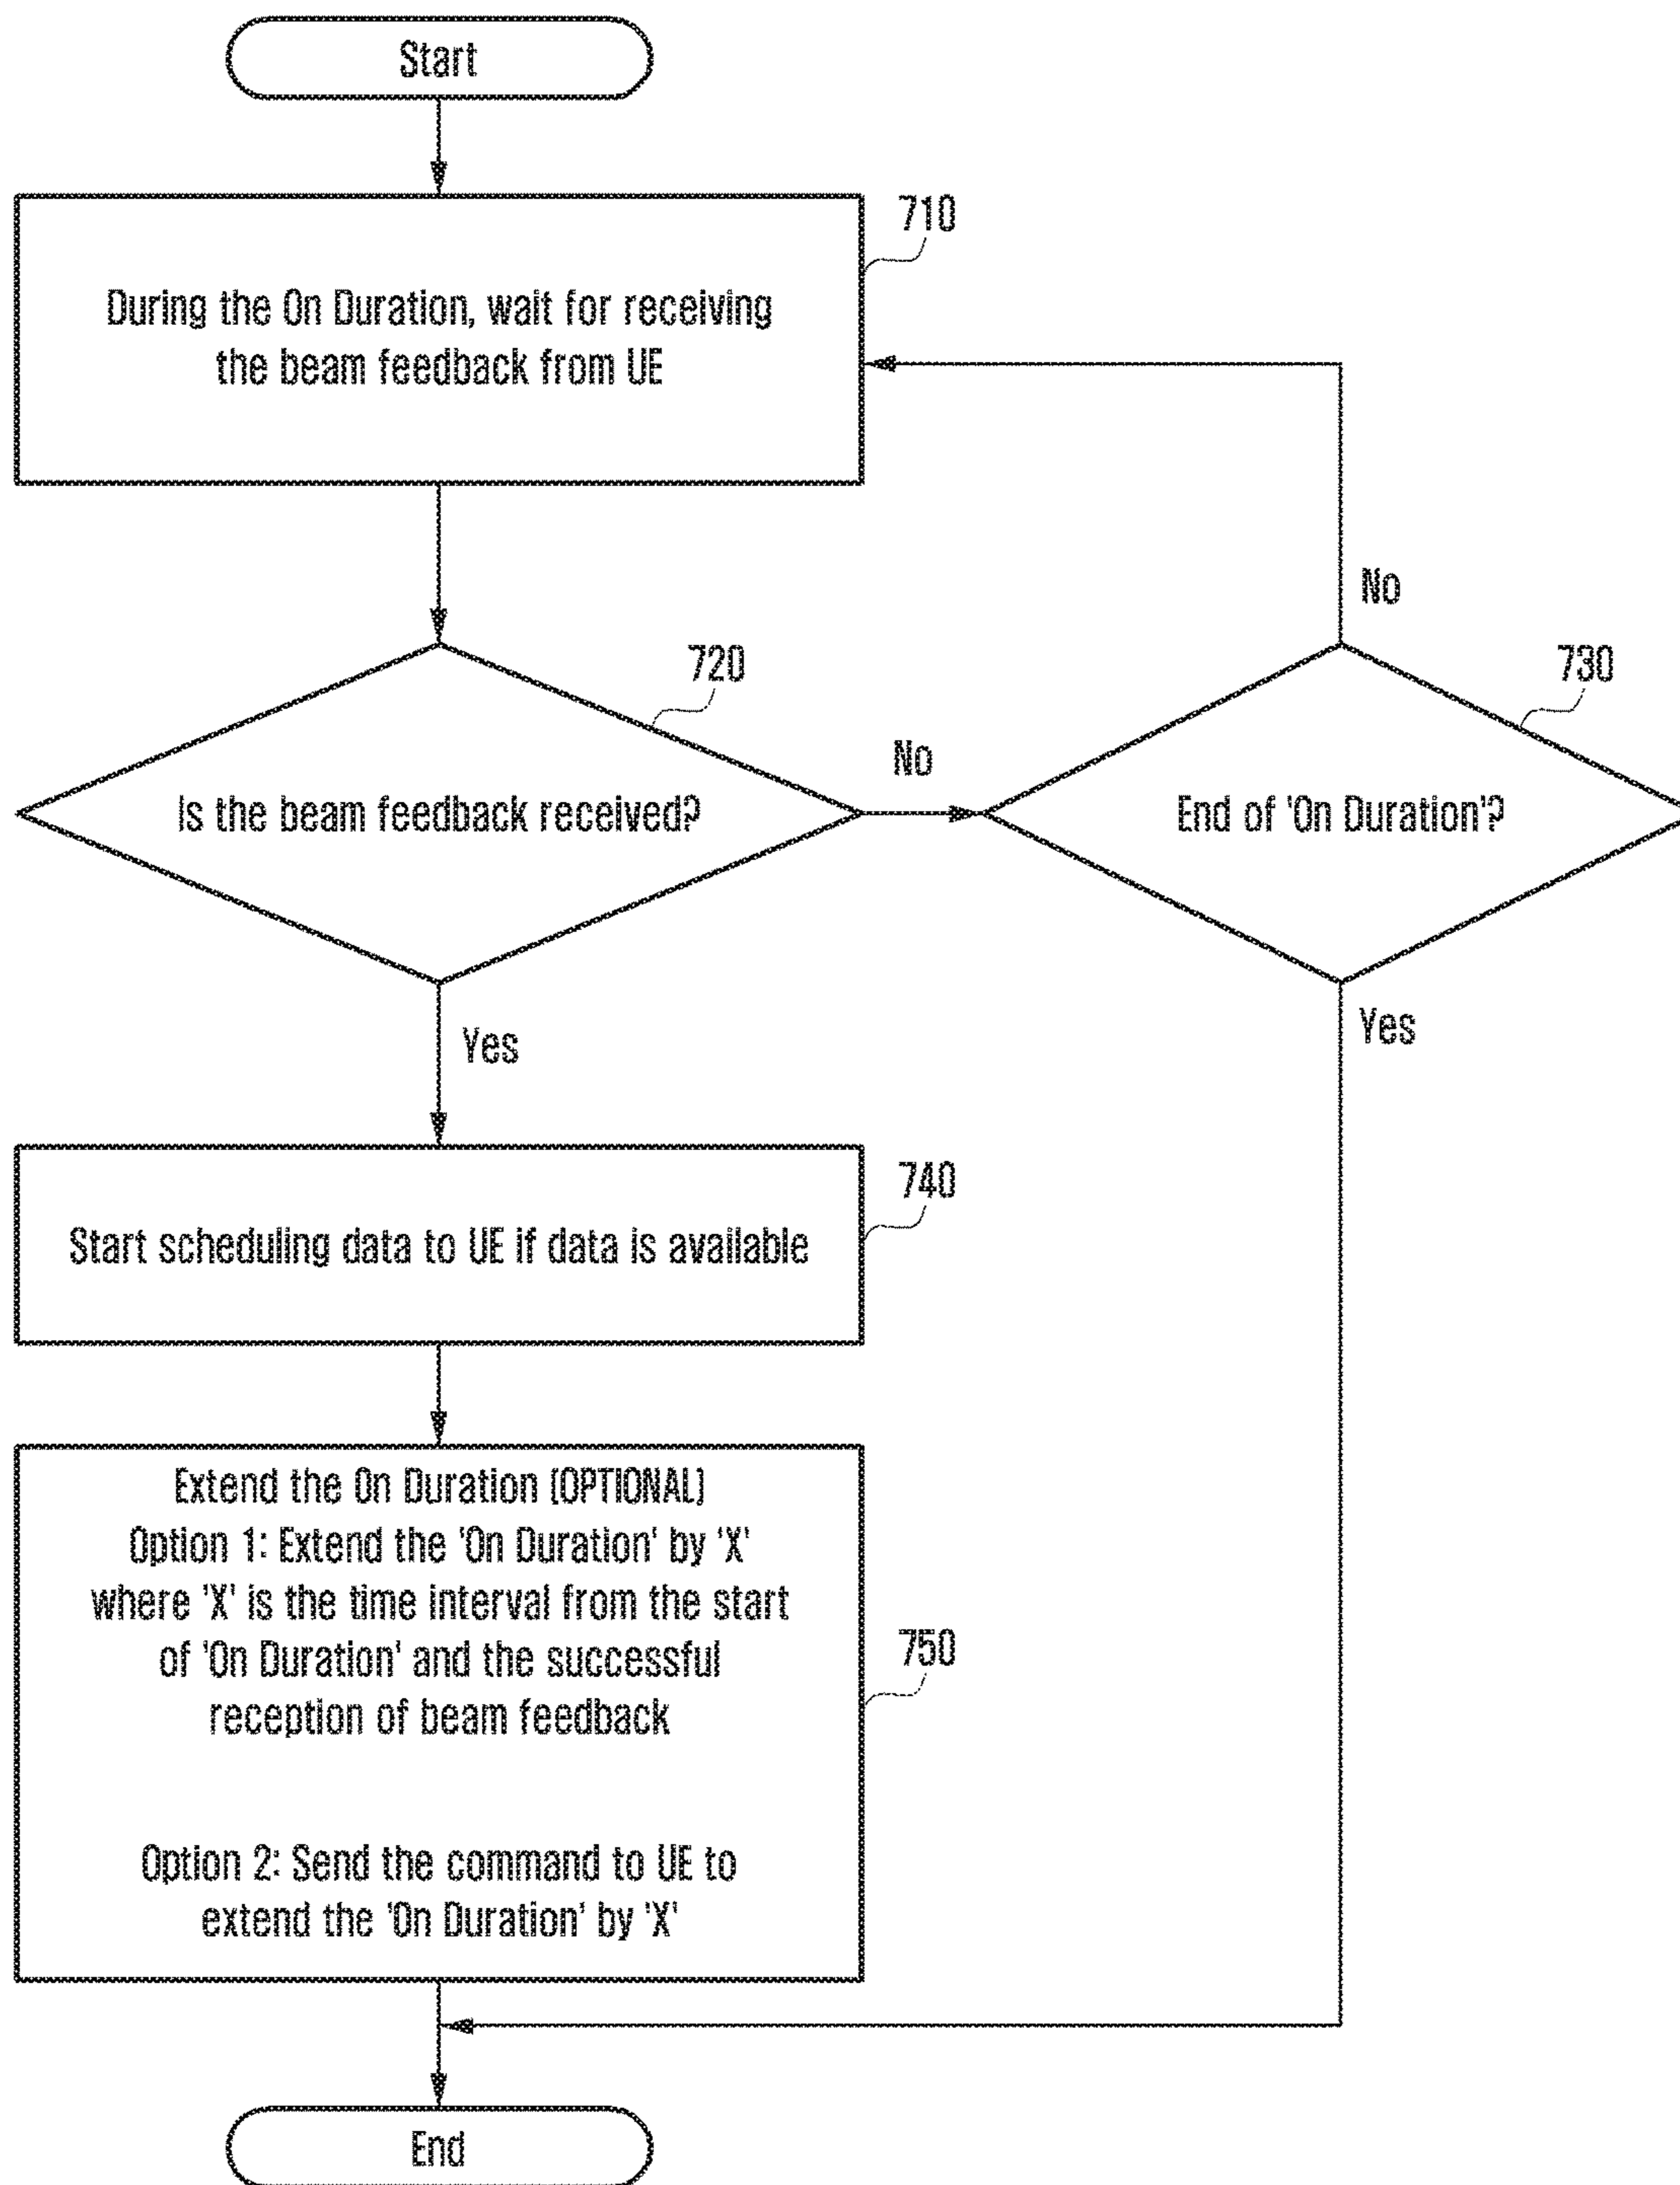 Start
710
During the On Duration, wait for receiving
the beam feedback from UE
No
720
730
No
Is the beam feedback received?
End of 'On Duration'?
Yes
Yes
740
Start scheduling data to UE if data is available
Extend the On Duration (OPTIONAL)
Option 1: Extend the 'On Duration' by 'X'
where 'X' is the time interval from the start
of 'On Duration' and the successful
reception of beam feedback
750
Option 2: Send the command to UE to
extend the 'On Duration' by 'X'
End